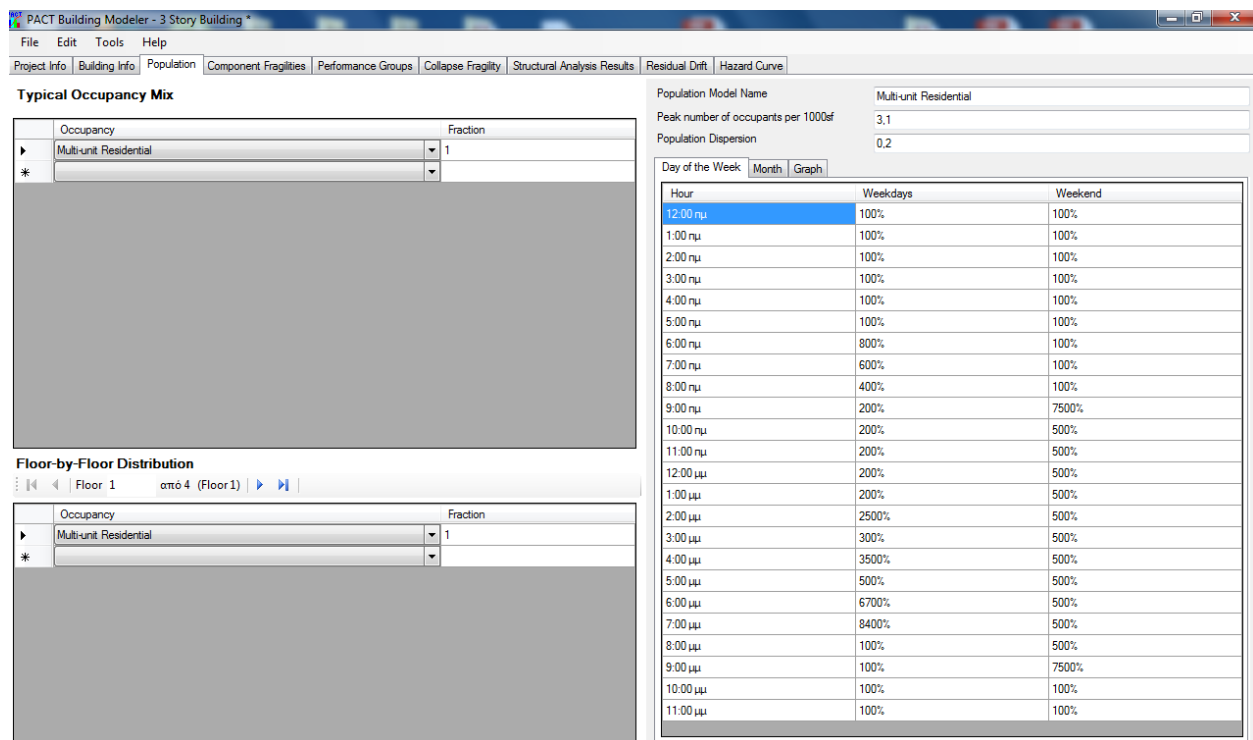 PACT Building Modeler - 3 Story Building *
File Edit Tools Help
Project Info Building Info Population Component Fragilities Performance Groups Collapse Fragility Structural Analysis Results Residual Drift Hazard Curve
Typical Occupancy Mix
Occupancy Fraction
Multi-unit Residential 1
Floor-by-Floor Distribution
Floor 1 από 4 (Floor1)
Occupancy Fraction
Multi-unit Residential 1
Population Model Name Multi-unit Residential
Peak number of occupants per 1000sf 3,1
Population Dispersion 0,2
Day of the Week Month Graph
Hour Weekdays Weekend
12:00 πμ 100% 100%
1:00 πμ 100% 100%
2:00 πμ 100% 100%
3:00 πμ 100% 100%
4:00 πμ 100% 100%
5:00 πμ 100% 100%
6:00 πμ 800% 100%
7:00 πμ 600% 100%
8:00 πμ 400% 100%
9:00 πμ 200% 7500%
10:00 πμ 200% 500%
11:00 πμ 200% 500%
12:00 μμ 200% 500%
1:00 μμ 200% 500%
2:00 μμ 2500% 500%
3:00 μμ 300% 500%
4:00 μμ 3500% 500%
5:00 μμ 500% 500%
6:00 μμ 6700% 500%
7:00 μμ 8400% 500%
8:00 μμ 100% 500%
9:00 μμ 100% 7500%
10:00 μμ 100% 100%
11:00 μμ 100% 100%